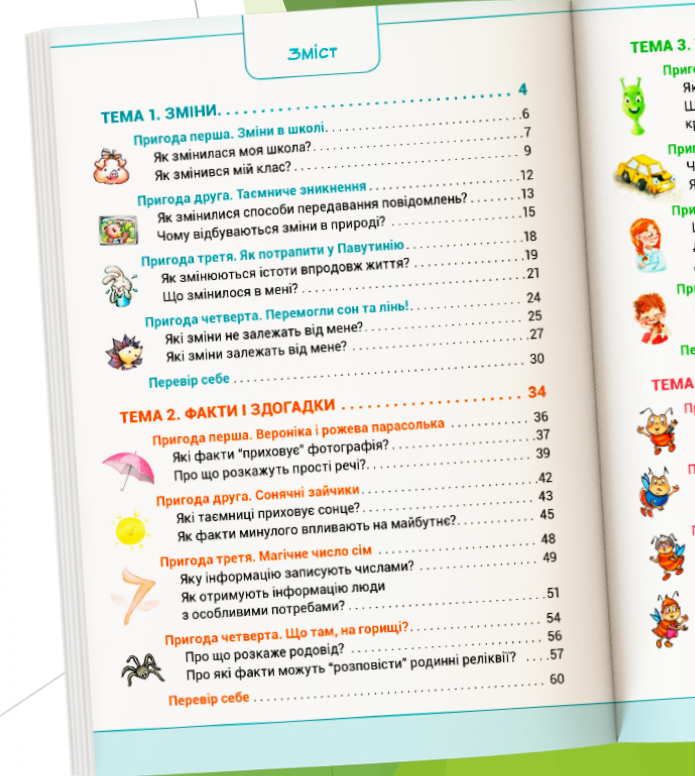 Зміст
ТЕМА 1. ЗМІНИ. . . . . . . . . . 4
Пригода перша. Зміни в школі. . . . . . . . . . 6
Як змінилася моя школа? . . . . . . . . . . 7
Як змінився мій клас? . . . . . . . . . . 9
Пригода друга. Таємниче зникнення . . . . . . . . . . 12
Як змінилися способи передавання повідомлень? . . . . . . . . . . 13
Чому відбуваються зміни в природі? . . . . . . . . . . 15
Пригода третя. Як потрапити у Павутинію. . . . . . . . . . 18
Як змінюються істоти впродовж життя? . . . . . . . . . . 19
Що змінилося в мені? . . . . . . . . . . 21
Пригода четверта. Перемогли сон та лінь!. . . . . . . . . . 24
Які зміни не залежать від мене?. . . . . . . . . . 25
Які зміни залежать від мене? . . . . . . . . . . 27
Перевір себе . . . . . . . . . . 30
ТЕМА 2. ФАКТИ І ЗДОГАДКИ . . . . . . . . . . 34
Пригода перша. Вероніка і рожева парасолька . . . . . . . . . . 36
Які факти “приховує” фотографія? . . . . . . . . . . 37
Про що розкажуть прості речі?. . . . . . . . . . 39
Пригода друга. Сонячні зайчики . . . . . . . . . . 42
Які таємниці приховує сонце? . . . . . . . . . . 43
Як факти минулого впливають на майбутнє?. . . . . . . . . . 45
Пригода третя. Магічне число сім . . . . . . . . . . 48
Яку інформацію записують числами? . . . . . . . . . . 49
Як отримують інформацію люди
з особливими потребами? . . . . . . . . . . 51
Пригода четверта. Що там, на горищі?. . . . . . . . . . 54
Про що розкаже родовід? . . . . . . . . . . 56
Про які факти можуть “розповісти” родинні реліквії? . . . . 57
Перевір себе . . . . . . . . . . 60
ТЕМА 3.
ТЕМА